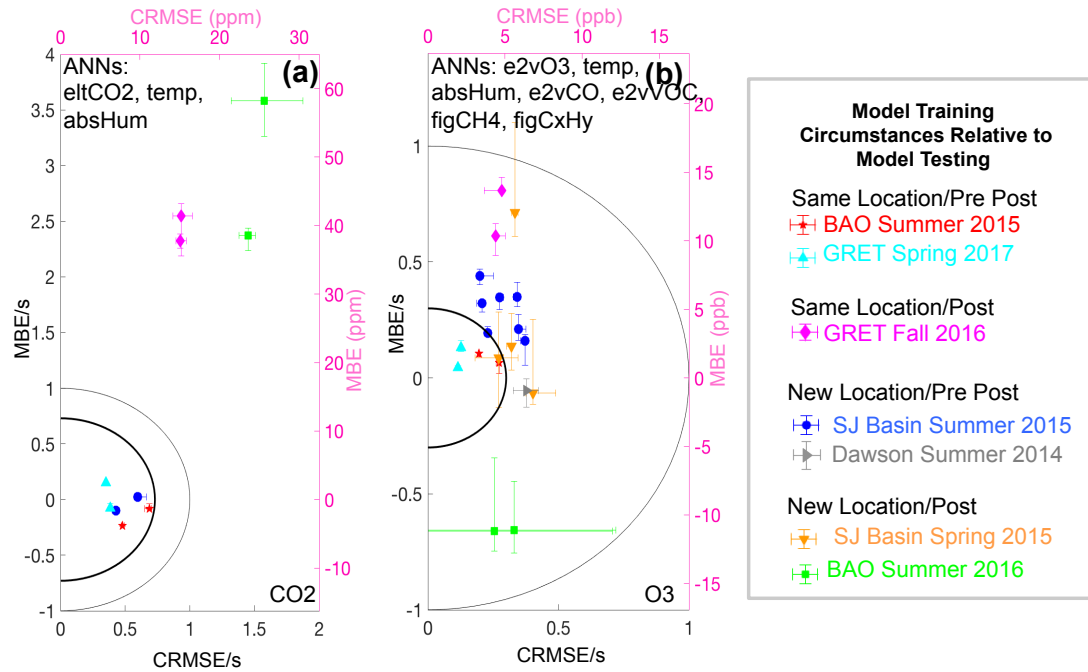 CRMSE (ppm)
0 10 20 30
(a)
ANNs:
eltCO2, temp,
absHum
4
3.5
3
2.5
2
1.5
1
0.5
0
-0.5
-1
MBE/s
60
50
40
30
20
10
0
-10
MBE (ppm)
CO2
0 0.5 1 1.5 2
CRMSE/s
CRMSE (ppb)
0 5 10 15
(b)
ANNs: e2vO3, temp,
absHum, e2vCO, e2vVOC,
figCH4, figCxHy
1
0.5
0
-0.5
-1
MBE/s
20
15
10
5
0
-5
-10
-15
MBE (ppb)
O3
0 0.5 1
CRMSE/s
Model Training
Circumstances Relative to
Model Testing
Same Location/Pre Post
BAO Summer 2015
GRET Spring 2017
Same Location/Post
GRET Fall 2016
New Location/Pre Post
SJ Basin Summer 2015
Dawson Summer 2014
New Location/Post
SJ Basin Spring 2015
BAO Summer 2016